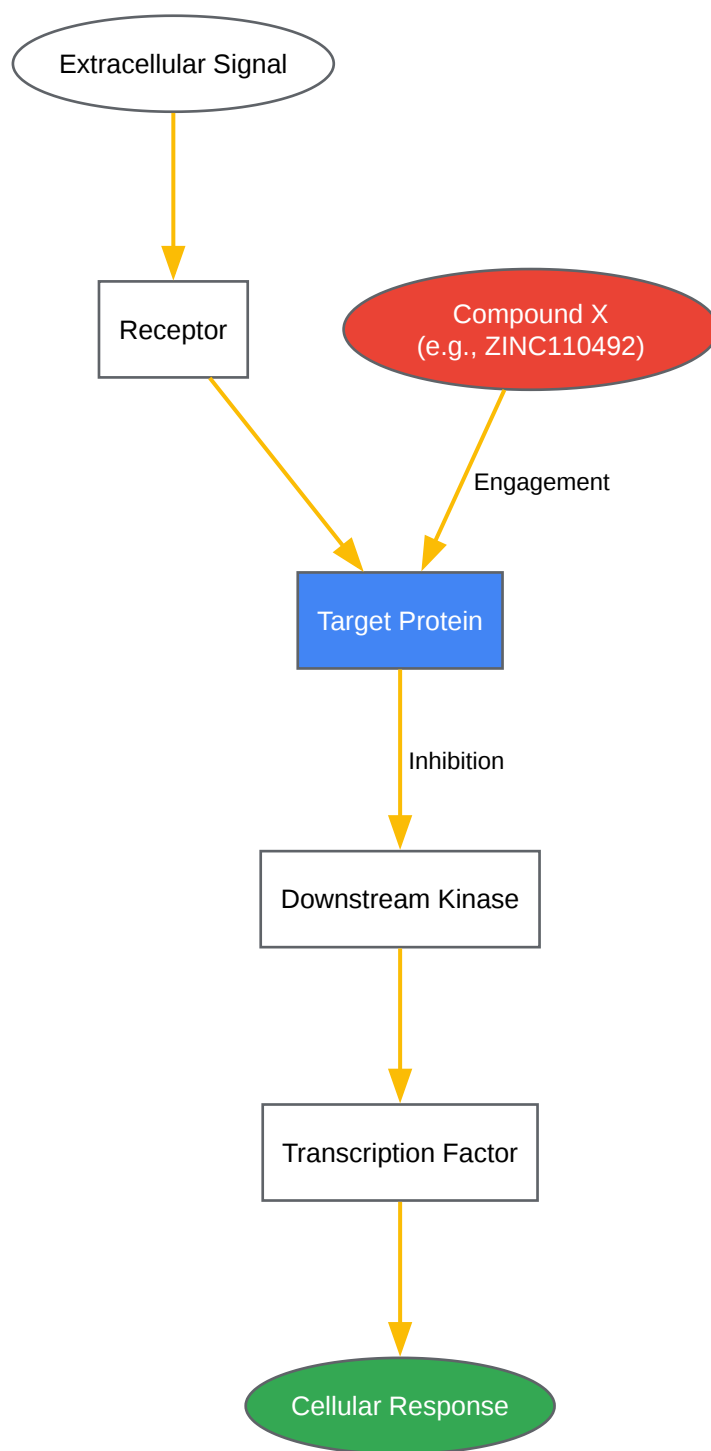 Extracellular Signal
Receptor
Compound X
(e.g., ZINC110492)
Engagement
Target Protein
Inhibition
Downstream Kinase
Transcription Factor
Cellular Response